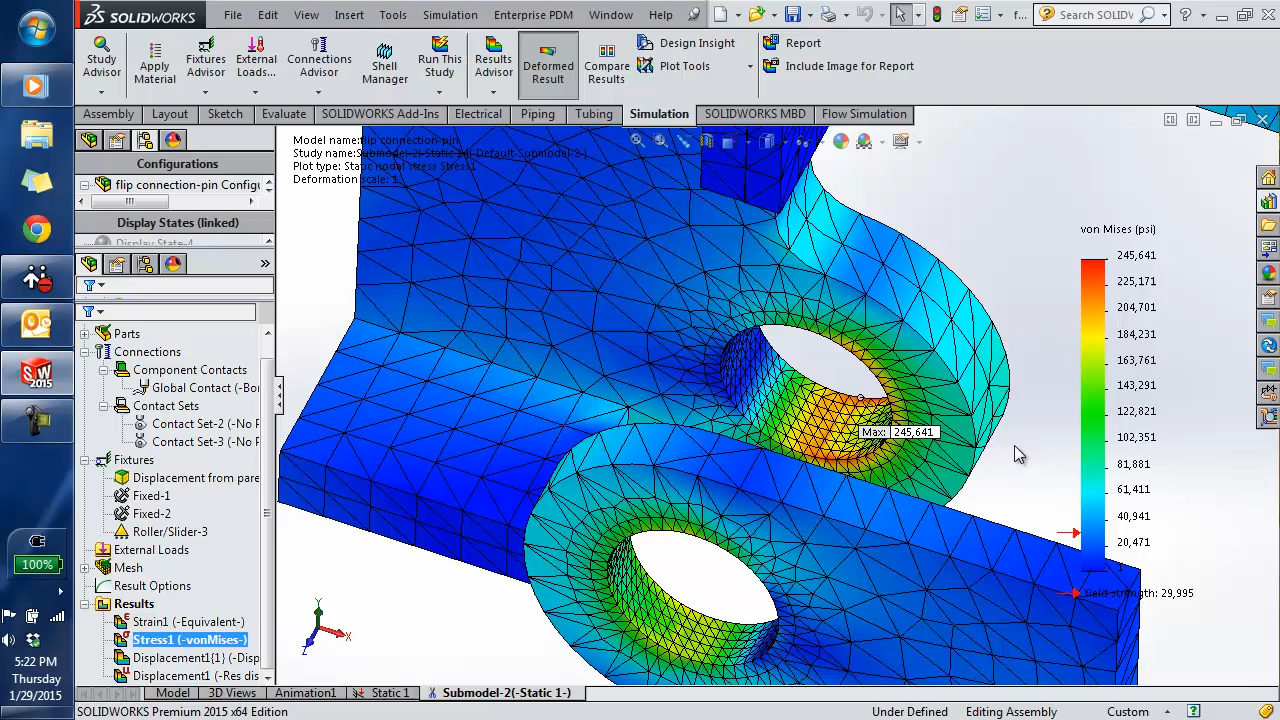 SOLIDWORKS File Edit View Insert Tools Simulation Enterprise PDM Window Help f... Search SOLIDV
Study Advisor
Apply Material
Fixtures Advisor
External Loads...
Connections Advisor
Shell Manager
Run This Study
Results Advisor
Deformed Result
Compare Results
Design Insight
Plot Tools
Report
Include Image for Report
Assembly Layout Sketch Evaluate SOLIDWORKS Add-Ins Electrical Piping Tubing Simulation SOLIDWORKS MBD Flow Simulation
Configurations
flip connection-pin Configu
Display States (linked)
Display State-4
»
Parts
Connections
Component Contacts
Global Contact (-Bor
Contact Sets
Contact Set-2 (-No P
Contact Set-3 (-No P
Fixtures
Displacement from pare
Fixed-1
Fixed-2
Roller/Slider-3
External Loads
Mesh
Result Options
Results
Strain1 (-Equivalent-)
Stress1 (-vonMises-)
Displacement1{1} (-Disp
Displacement1 (-Res dis
Model name:flip connection-pin
Study name:Submodel-2(-Static 1-)(-Default-Submodel-2-)
Plot type: Static nodal stress Stress1
Deformation scale: 1
Max: 245,641
von Mises (psi)
245,641
225,171
204,701
184,231
163,761
143,291
122,821
102,351
81,881
61,411
40,941
20,471
1
Yield strength: 29,995
Y
X
Z
SW
2015
100%
5:22 PM
Thursday
1/29/2015
Model 3D Views Animation1 Static 1 Submodel-2(-Static 1-)
SOLIDWORKS Premium 2015 x64 Edition Under Defined Editing Assembly Custom